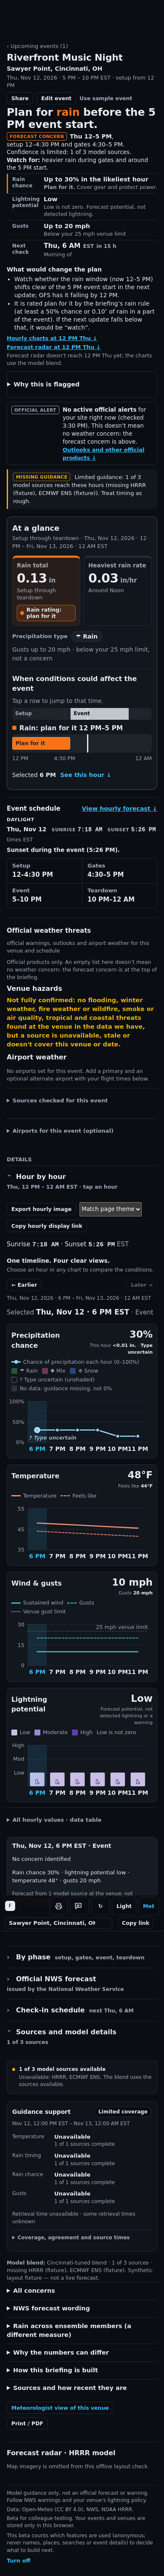 ‹ Upcoming events (1)
Riverfront Music Night
Sawyer Point, Cincinnati, OH
Thu, Nov 12, 2026 · 5 PM – 10 PM EST · setup from 12
PM
Share
Edit event
Use sample event
Plan for rain before the 5
PM event start.
FORECAST CONCERN Thu 12–5 PM,
setup 12–4:30 PM and gates 4:30–5 PM.
Cincinnati-blended: 1 of 3 model sources.
Watch for: heavier rain during gates and around
the 5 PM start.
Rain chance
Up to 30% in the likeliest hour
Plan for it. Cover gear and protect power.
Lightning potential
Low
Low is not zero. Forecast potential, not
detected lightning.
Gusts
Up to 20 mph
Below your 25 mph venue limit
Next check
Thu, 6 AM EST in 15 h
Morning of
What would change the plan
• Watch whether the rain window (now 12–5 PM)
shifts onto the 5 PM event start in the next
update; GFS has it falling by 12 PM.
• It is rated plan for it by the briefing's rain rule
(at least a 50% chance or 0.10″ of rain in part of
the event); if the next update falls below
that, it would be “watch”.
Hourly charts at 12 PM Thu ↓
Forecast radar at 12 PM Thu ↓
Forecast radar doesn't reach 12 PM Thu yet; the charts
use the model data.
▸ Why this is flagged
OFFICIAL ALERT
No active official alerts for
your site right now (checked
3:30 PM). This doesn't
mean no weather concern:
the forecast concern above is
separate.
Outlooks and other official
products ↓
MISSING GUIDANCE Limited guidance: 1 of 3
model sources reach these hours (missing HRRR
(fixture), ECMWF ENS (fixture)). Treat timing as
rough.
At a glance
Setup through teardown · Thu, Nov 12, 2026 · 12
PM – Fri, Nov 13, 2026 · 12 AM EST
Rain total
0.13 in
Setup through
teardown
Rain rating:
plan for it
Heaviest rain rate
0.03 in/hr
Around Noon
Precipitation type Rain
Gusts up to 20 mph · below your 25 mph limit,
not a concern
When conditions could affect the
event
Tap a row to jump to that time.
Setup
Event
Rain: plan for it 12 PM–5 PM
Plan for it
12 PM
4:30 PM
12 AM
Selected 6 PM See this hour ↓
Event schedule
View hourly forecast ↓
DAYLIGHT
Thu, Nov 12 SUNRISE 7:18 AM · SUNSET 5:26 PM
times EST
Sunset during the event (5:26 PM).
Setup
12–4:30 PM
Gates
4:30–5 PM
Event
5–10 PM
Teardown
10 PM–12 AM
Official weather threats
official warnings, outlooks and weather threats for this
venue and schedule
Official products only. An empty list here doesn't mean
no weather concern: the forecast concern is at the top of
the briefing.
Venue hazards
Not fully confirmed: no flooding, winter
weather, fire weather or wildfire, smoke or
air quality, tropical and coastal threats
found at the venue in the data we have,
but a source is unavailable, stale or
doesn't cover this venue or date.
Airport weather
No airports set for this event. Add a primary and an
optional alternate airport with your flight times below.
▸ Sources checked for this event
▸ Airports for this event (optional)
DETAILS
Hour by hour
Thu, 12 PM – 12 AM EST · tap an hour
Export hourly image
Match page theme
Copy hourly display link
Sunrise 7:18 AM · Sunset 5:26 PM EST
One timeline. Four clear views.
Choose an hour in any chart to compare the conditions.
← Earlier
Later →
Thu, Nov 12, 2026 · 6 PM – Fri, Nov 13, 2026 · 12 AM EST
Selected Thu, Nov 12 · 6 PM EST · Event
Precipitation
chance
30%
This hour <0.01 in. · Type
uncertain
Chance of precipitation each hour (0–100%)
Rain
Mix
Snow
? Type uncertain (unshaded)
No data: guidance missing, not 0%
100%
50%
0%
? Type uncertain
6 PM 7 PM 8 PM 9 PM 10 PM 11 PM
Temperature
48°F
Feels like 44°F
Temperature
Feels like
55
45
35
6 PM 7 PM 8 PM 9 PM 10 PM 11 PM
Wind & gusts
10 mph
Gusts 20 mph
Sustained wind
Gusts
Venue gust limit
30
15
0
25 mph venue limit
6 PM 7 PM 8 PM 9 PM 10 PM 11 PM
Lightning
potential
Low
Forecast potential, not
detected lightning or a
warning
Low
Moderate
High
Low is not zero
High
Mod
Low
6 PM 7 PM 8 PM 9 PM 10 PM 11 PM
▸ All hourly values · data table
Thu, Nov 12, 6 PM EST · Event
No concern identified
Rain chance 30% · lightning potential low ·
temperature 48° · gusts 20 mph
Forecast from 1 model source at the venue; not
Light
Met
Sawyer Point, Cincinnati, OH
Copy link
By phase setup, gates, event, teardown
Official NWS forecast
issued by the National Weather Service
Check-in schedule next Thu, 6 AM
Sources and model details
1 of 3 sources
1 of 3 model sources available
Unavailable: HRRR, ECMWF ENS. The blend uses the
sources available.
Guidance support
Limited coverage
Nov 12, 12:00 PM EST – Nov 13, 12:00 AM EST
Temperature
Unavailable
1 of 1 sources complete
Rain timing
Unavailable
1 of 1 sources complete
Rain chance
Unavailable
1 of 1 sources complete
Gusts
Unavailable
1 of 1 sources complete
Retrieval time unavailable · some retrieval times
unknown
▸ Coverage, agreement and source times
Model blend: Cincinnati-tuned blend · 1 of 3 sources ·
missing HRRR (fixture), ECMWF ENS (fixture). Synthetic
layout fixture — not a live forecast.
▸ All concerns
▸ NWS forecast wording
▸ Rain across ensemble members (a
different measure)
▸ Why the numbers can differ
▸ How this briefing is built
▸ Sources and how recent they are
Meteorologist view of this venue
Print / PDF
Forecast radar · HRRR model
Map imagery is omitted from this offline layout check.
Model guidance only, not an official forecast or warning.
Follow NWS warnings and your venue's lightning policy.
Data: Open-Meteo (CC BY 4.0), NWS, NOAA HRRR.
Beta for colleague testing. Your events and venues are
stored only in this browser.
This beta counts which features are used (anonymous;
never names, places, searches or event details) to decide
what to build next.
Turn off